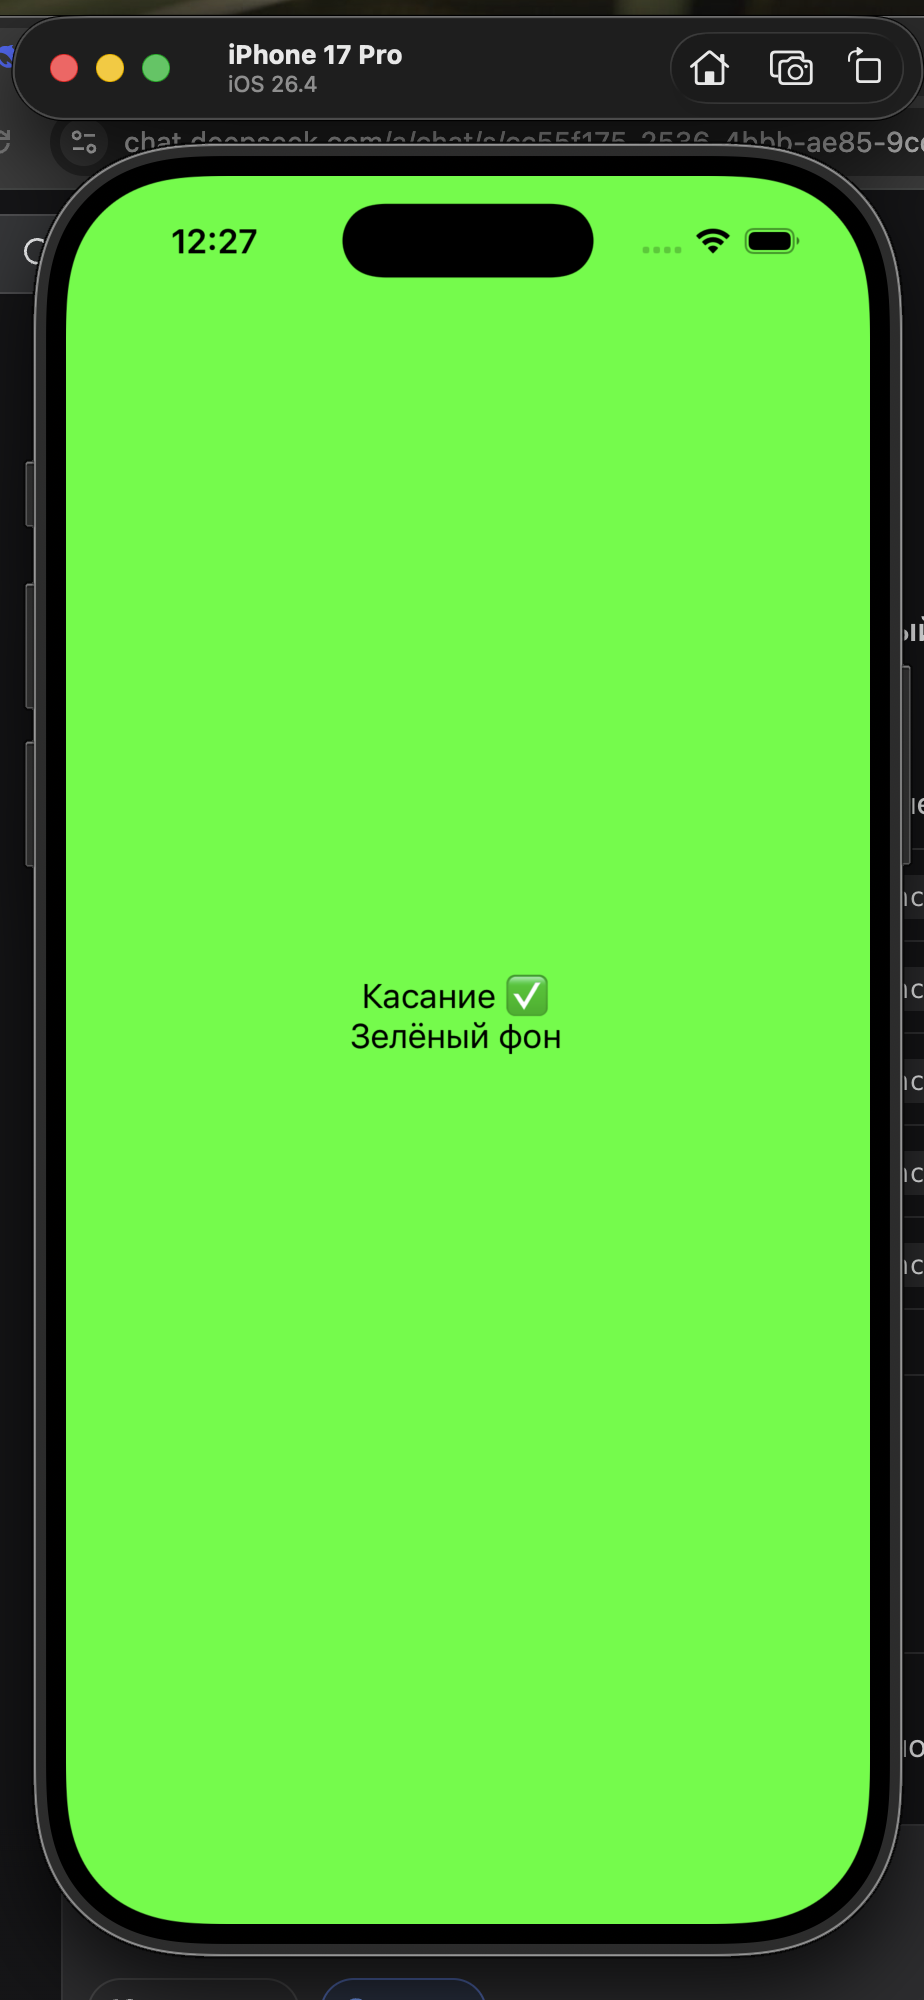 iPhone 17 Pro
iOS 26.4
12:27
Касание ✅
Зелёный фон